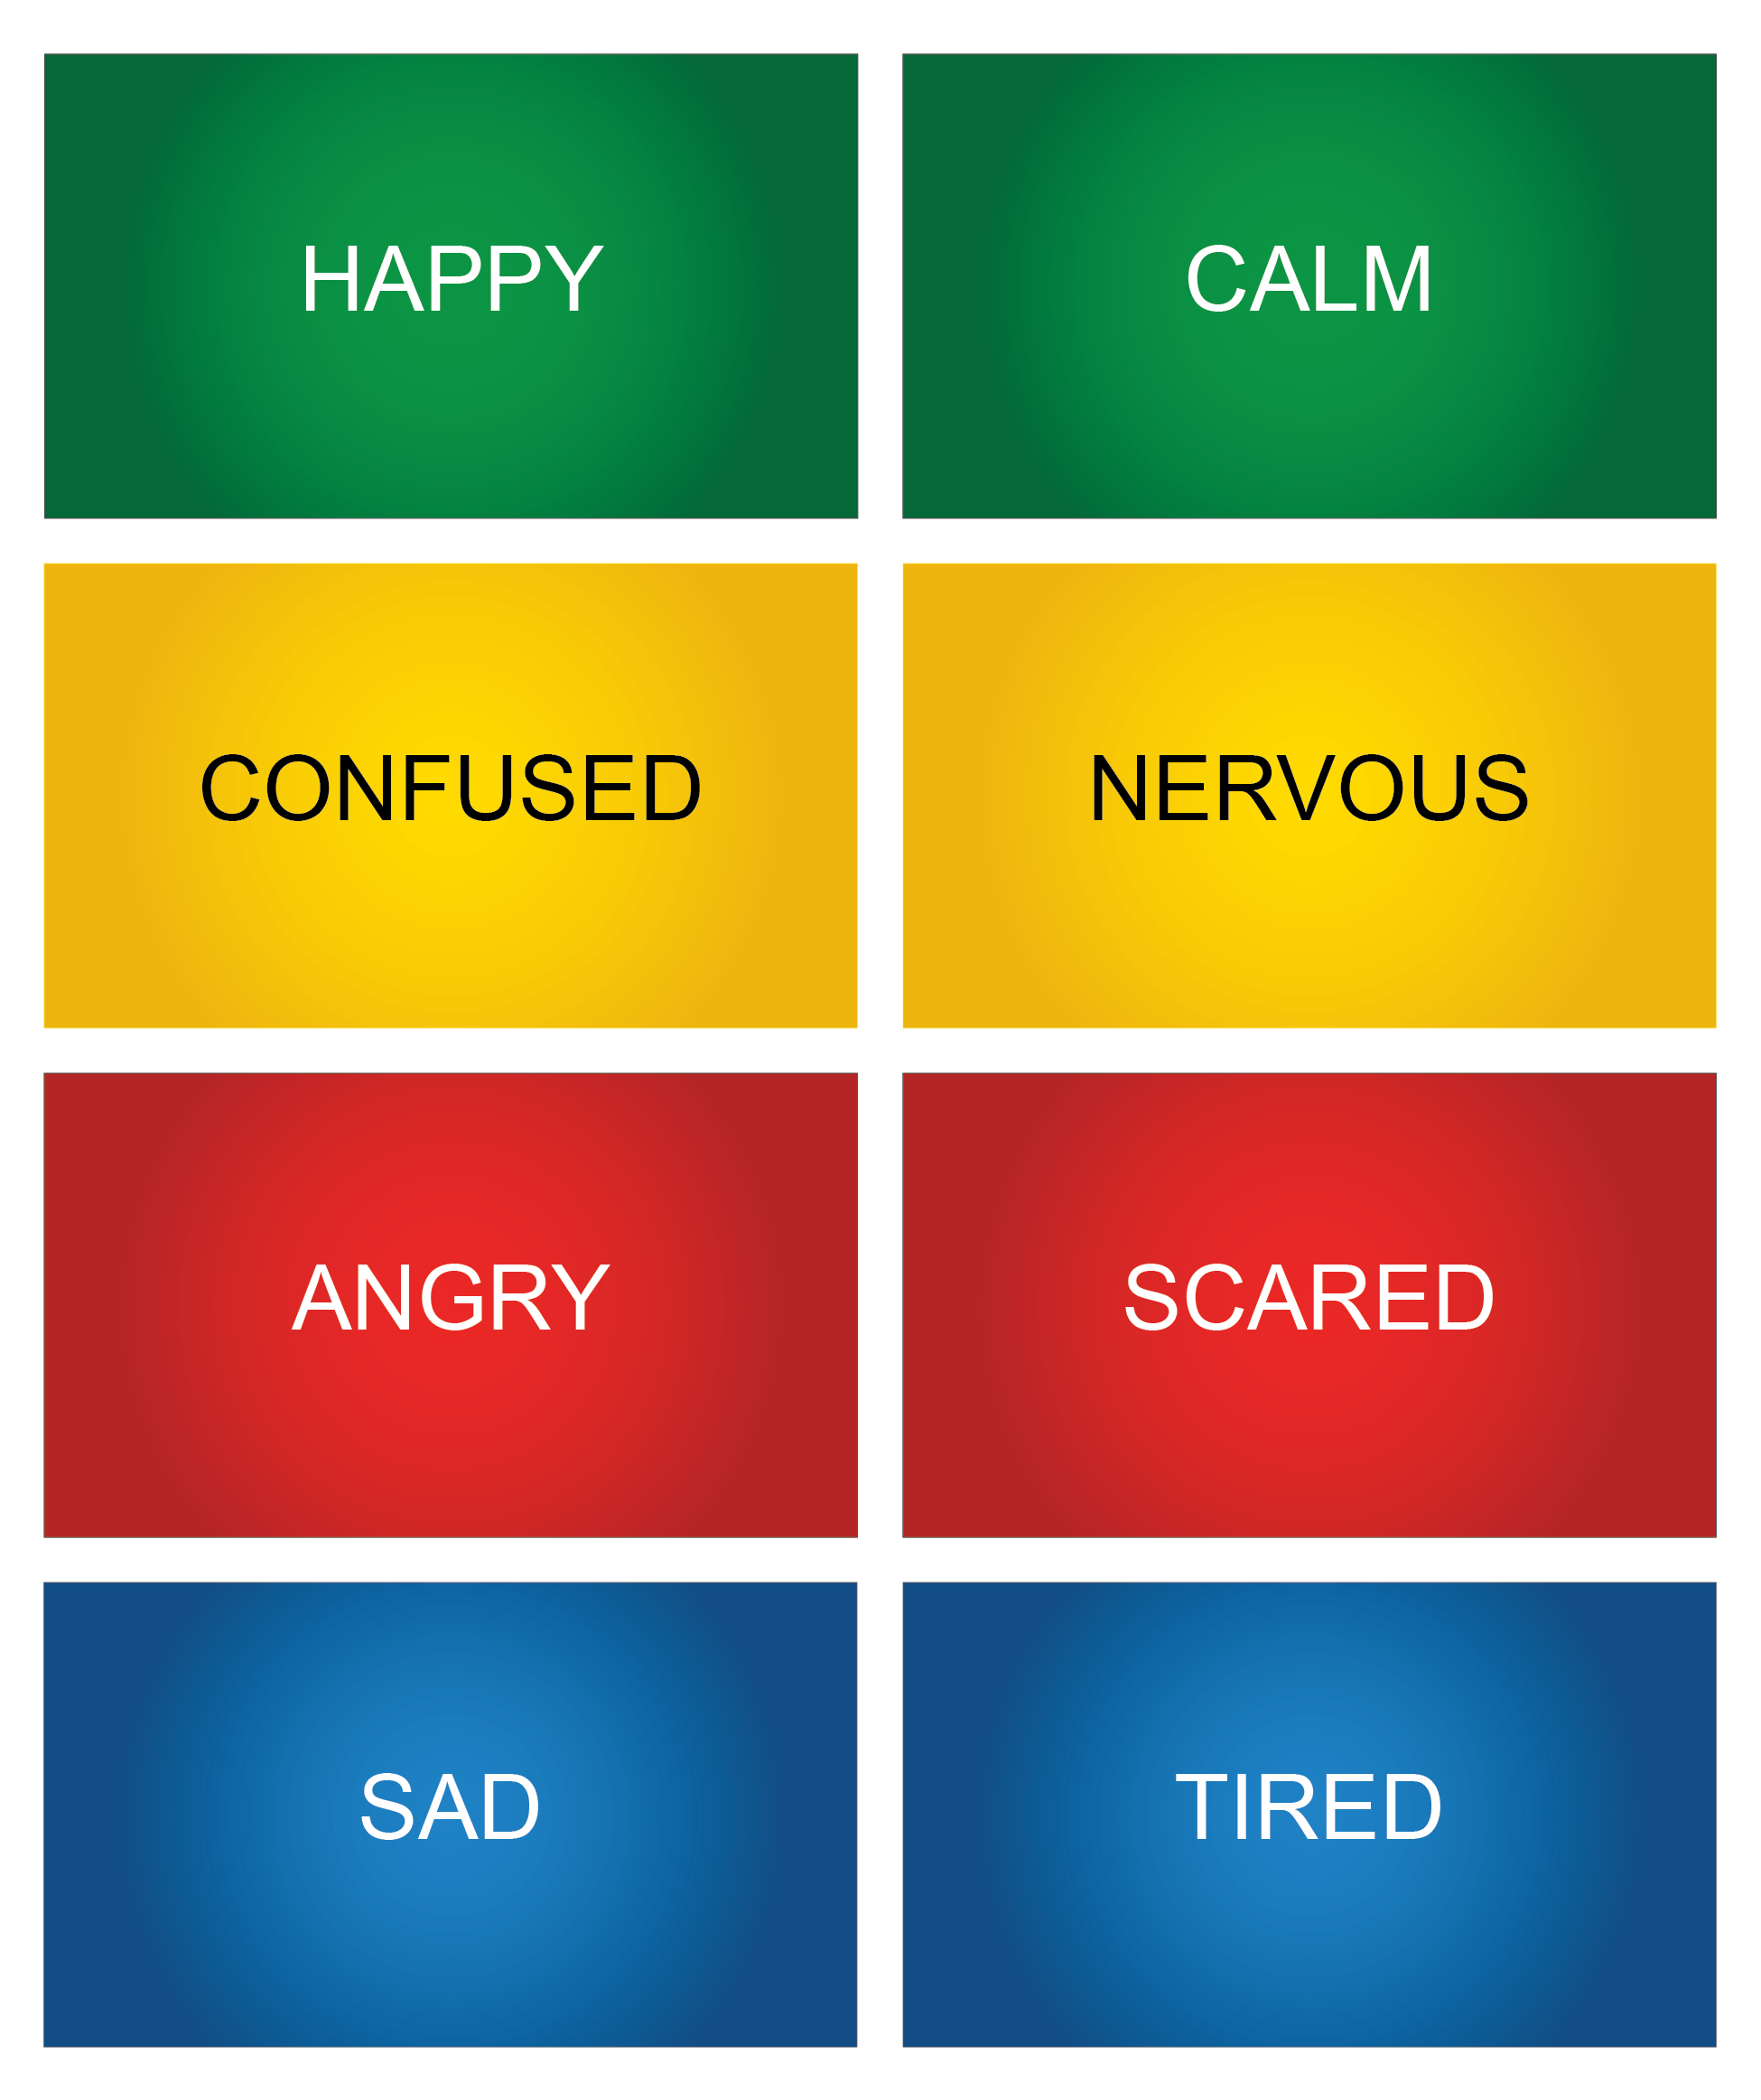 HAPPY
CALM
CONFUSED
NERVOUS
ANGRY
SCARED
SAD
TIRED